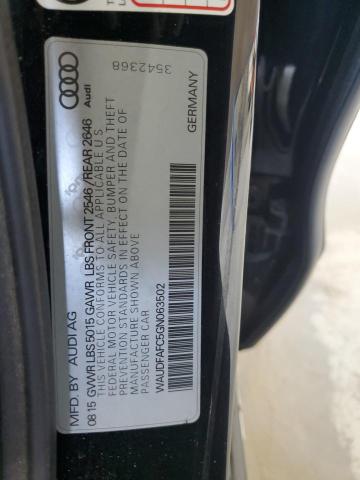 MFD. BY AUDI AG
08 15 GVWR LBS 5015 GAWR LBS FRONT 2546 / REAR 2646
THIS VEHICLE CONFORMS TO ALL APPLICABLE U S
FEDERAL MOTOR VEHICLE SAFETY, BUMPER AND THEFT
PREVENTION STANDARDS IN EFFECT ON THE DATE OF
MANUFACTURE SHOWN ABOVE
PASSENGER CAR
WAUDFAFC5GN063502
Audi
3542368
GERMANY